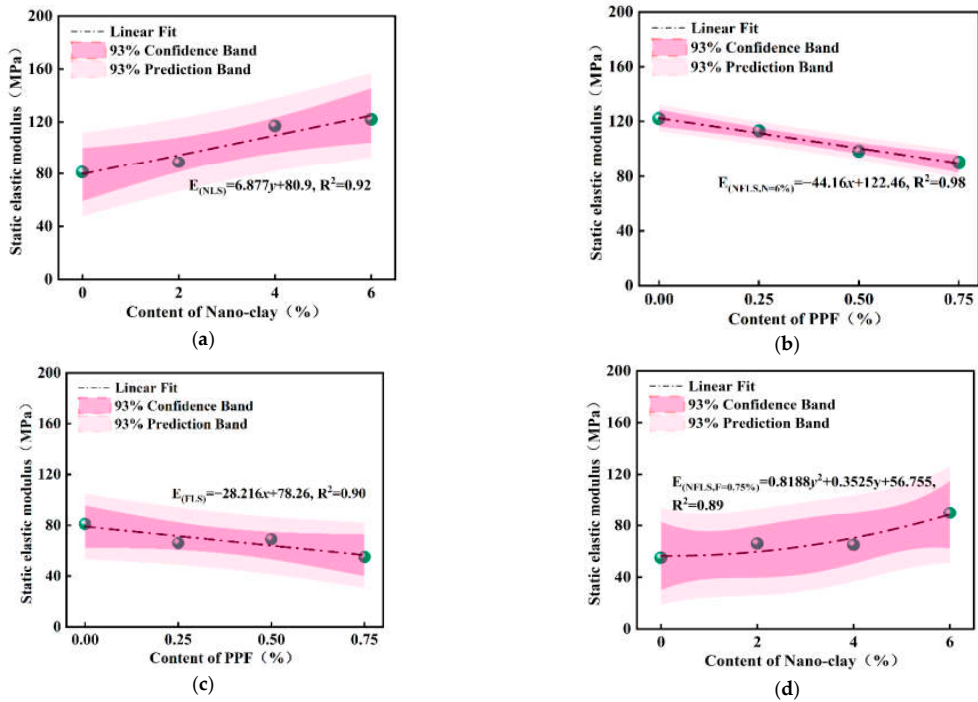 200
160
120
80
40
0
Static elastic modulus (MPa)
Linear Fit
93% Confidence Band
93% Prediction Band
E(NLS)=6.877y+80.9, R²=0.92
0 2 4 6
Content of Nano-clay (%)
(a)
200
160
120
80
40
0
Static elastic modulus (MPa)
Linear Fit
93% Confidence Band
93% Prediction Band
E(NFLS,N=6%)=−44.16x+122.46, R²=0.98
0.00 0.25 0.50 0.75
Content of PPF (%)
(b)
200
160
120
80
40
0
Static elastic modulus (MPa)
Linear Fit
93% Confidence Band
93% Prediction Band
E(FLS)=−28.216x+78.26, R²=0.90
0.00 0.25 0.50 0.75
Content of PPF (%)
(c)
200
160
120
80
40
0
Static elastic modulus (MPa)
Linear Fit
93% Confidence Band
93% Prediction Band
E(NFLS,F=0.75%)=0.8188y²+0.3525y+56.755,
R²=0.89
0 2 4 6
Content of Nano-clay (%)
(d)